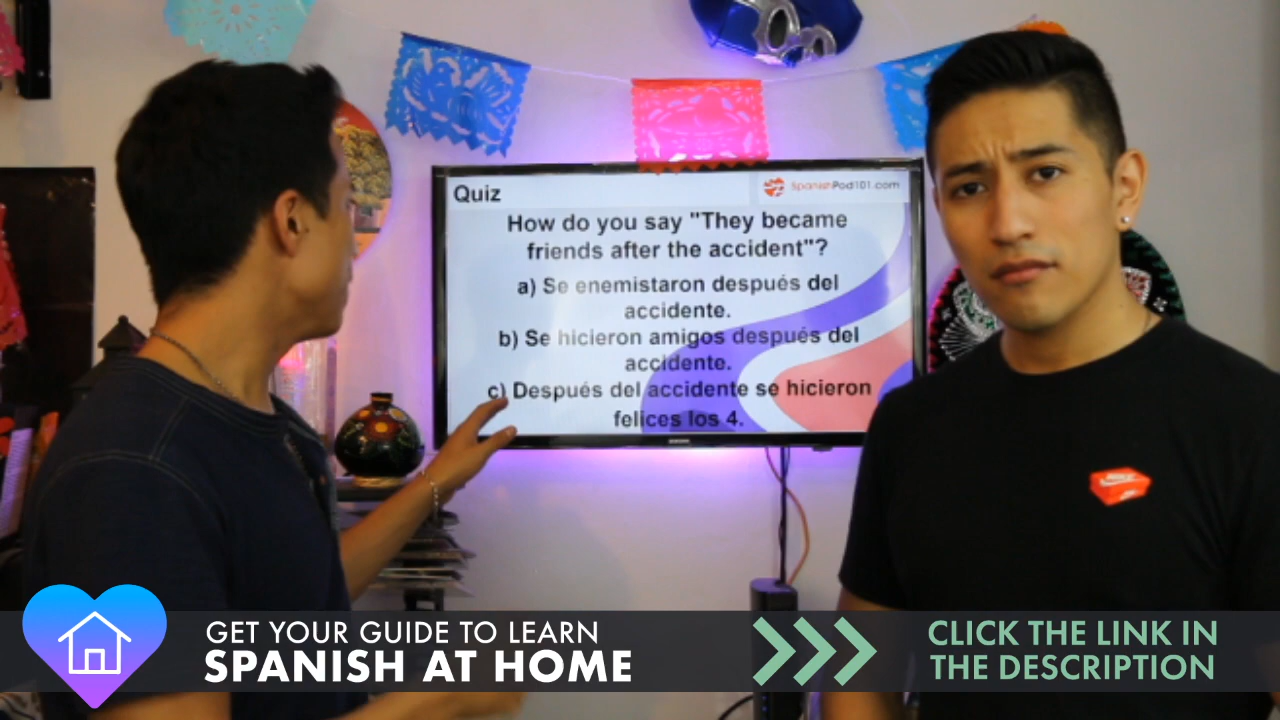 Quiz
SpanishPod101.com
How do you say "They became
friends after the accident"?
a) Se enemistaron después del
accidente.
b) Se hicieron amigos después del
accidente.
c) Después del accidente se hicieron
felices los 4.
SAMSUNG
GET YOUR GUIDE TO LEARN
SPANISH AT HOME
CLICK THE LINK IN
THE DESCRIPTION